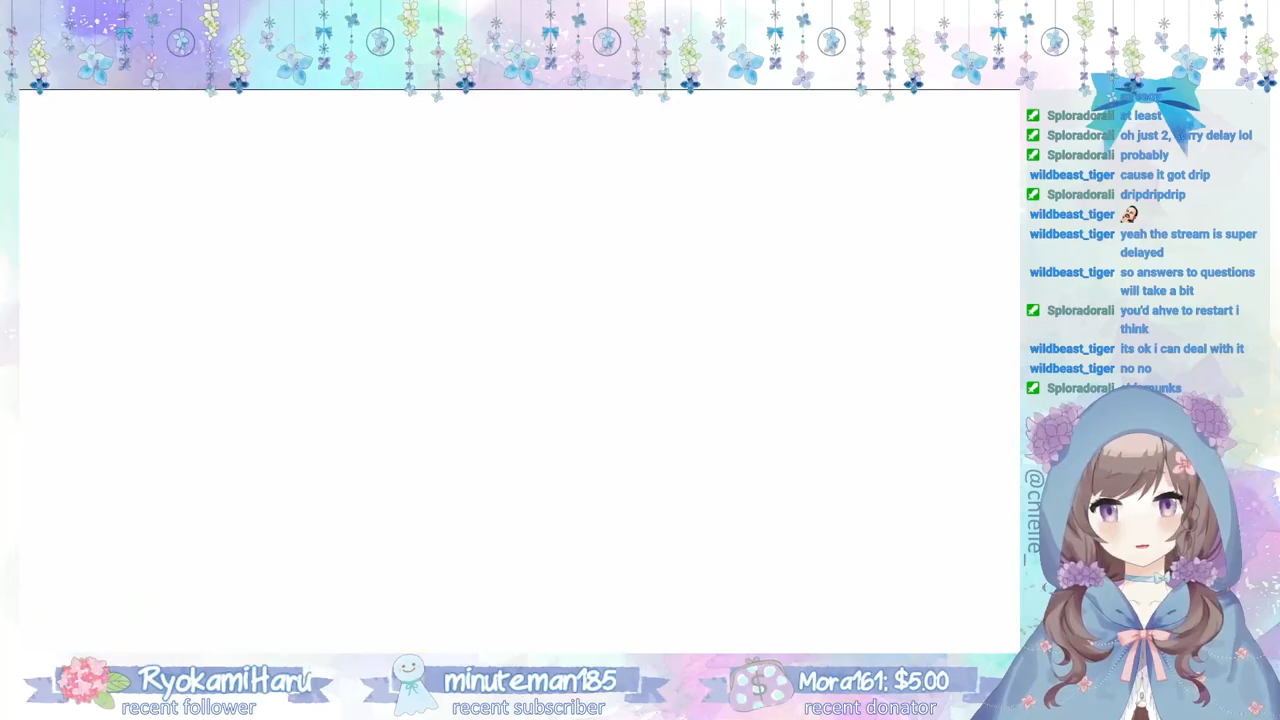 Sploradorali at least
Sploradorali oh just 2, sorry delay lol
Sploradorali probably
wildbeast_tiger cause it got drip
Sploradorali dripdripdrip
wildbeast_tiger
wildbeast_tiger yeah the stream is super
delayed
wildbeast_tiger so answers to questions
will take a bit
Sploradorali you'd ahve to restart i
think
wildbeast_tiger its ok i can deal with it
wildbeast_tiger no no
Sploradorali
@chielle_
RyokamiHaru
recent follower
minuteman185
recent subscriber
Mora161: $5.00
recent donator